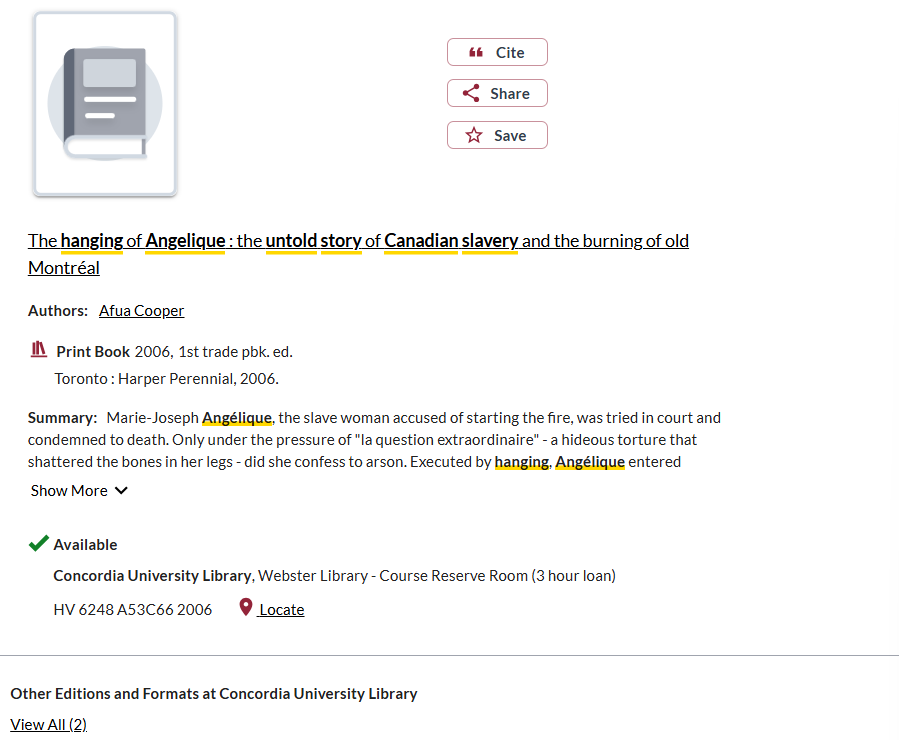 Cite
Share
Save
The hanging of Angelique : the untold story of Canadian slavery and the burning of old
Montréal
Authors: Afua Cooper
Print Book 2006, 1st trade pbk. ed.
Toronto : Harper Perennial, 2006.
Summary: Marie-Joseph Angélique, the slave woman accused of starting the fire, was tried in court and
condemned to death. Only under the pressure of "la question extraordinaire" - a hideous torture that
shattered the bones in her legs - did she confess to arson. Executed by hanging, Angélique entered
Show More
Available
Concordia University Library, Webster Library - Course Reserve Room (3 hour loan)
HV 6248 A53C66 2006 Locate
Other Editions and Formats at Concordia University Library
View All (2)